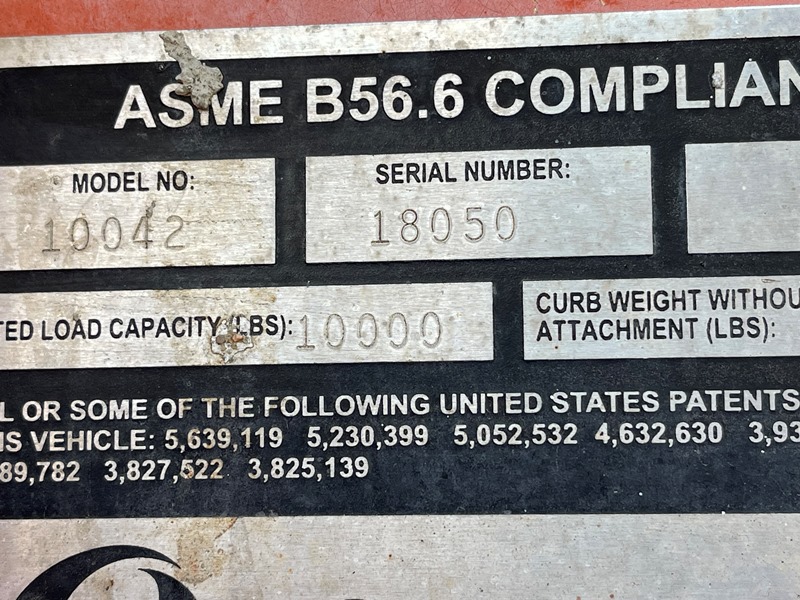 ASME B56.6 COMPLIAN
MODEL NO:
10042
SERIAL NUMBER:
18050
TED LOAD CAPACITY (LBS): 10000
CURB WEIGHT WITHOU
ATTACHMENT (LBS):
L OR SOME OF THE FOLLOWING UNITED STATES PATENTS
IS VEHICLE: 5,639,119 5,230,399 5,052,532 4,632,630 3,93
89,782 3,827,522 3,825,139